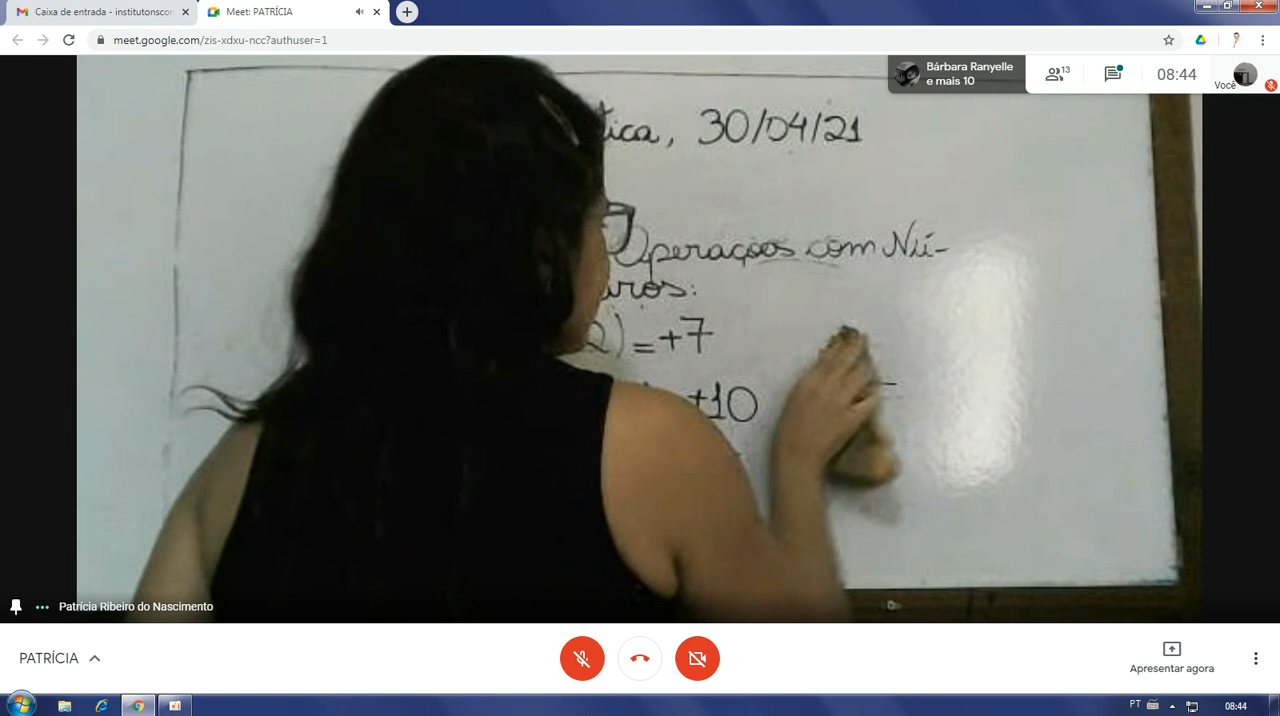 Caixa de entrada - institutonscon
Meet: PATRÍCIA
meet.google.com/zis-xdxu-ncc?authuser=1
Bárbara Ranyelle
e mais 10
13
08:44
Você
tica, 30/04/21
Operações com Nú-
iros:
2) = +7
+10
Patrícia Ribeiro do Nascimento
PATRÍCIA
Apresentar agora
PT
08:44